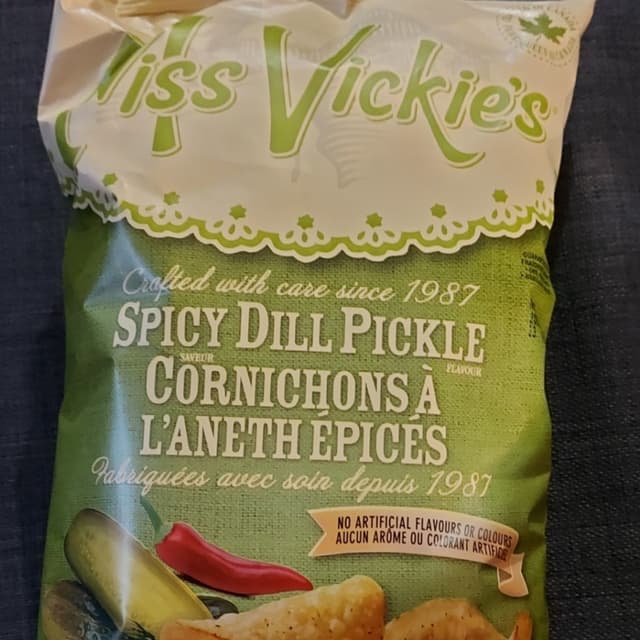 Miss Vickie's
Crafted with care since 1987
SPICY DILL PICKLE
SAVEUR
FLAVOUR
CORNICHONS À
L'ANETH ÉPICÉS
Fabriquées avec soin depuis 1987
NO ARTIFICIAL FLAVOURS OR COLOURS
AUCUN ARÔME OU COLORANT ARTIFICIEL